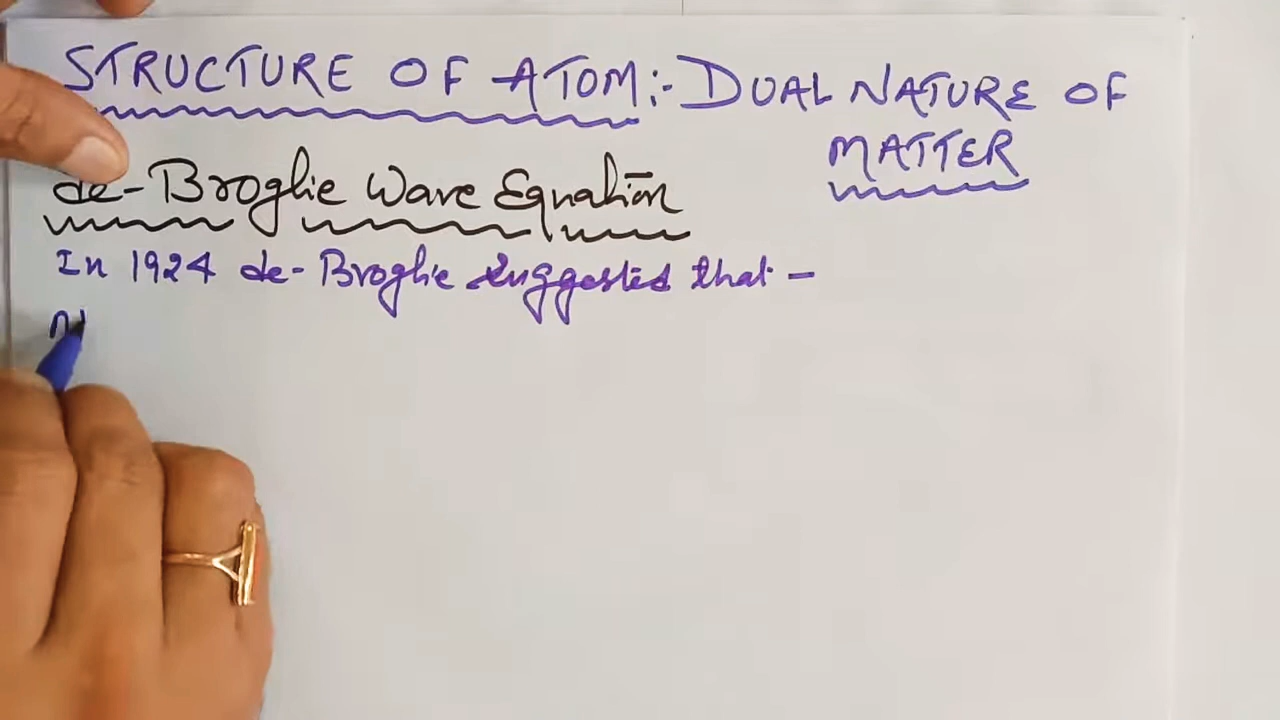 STRUCTURE OF ATOM:- DUAL NATURE OF
MATTER
de-Broglie Wave Equation
In 1924 de-Broglie suggested that -